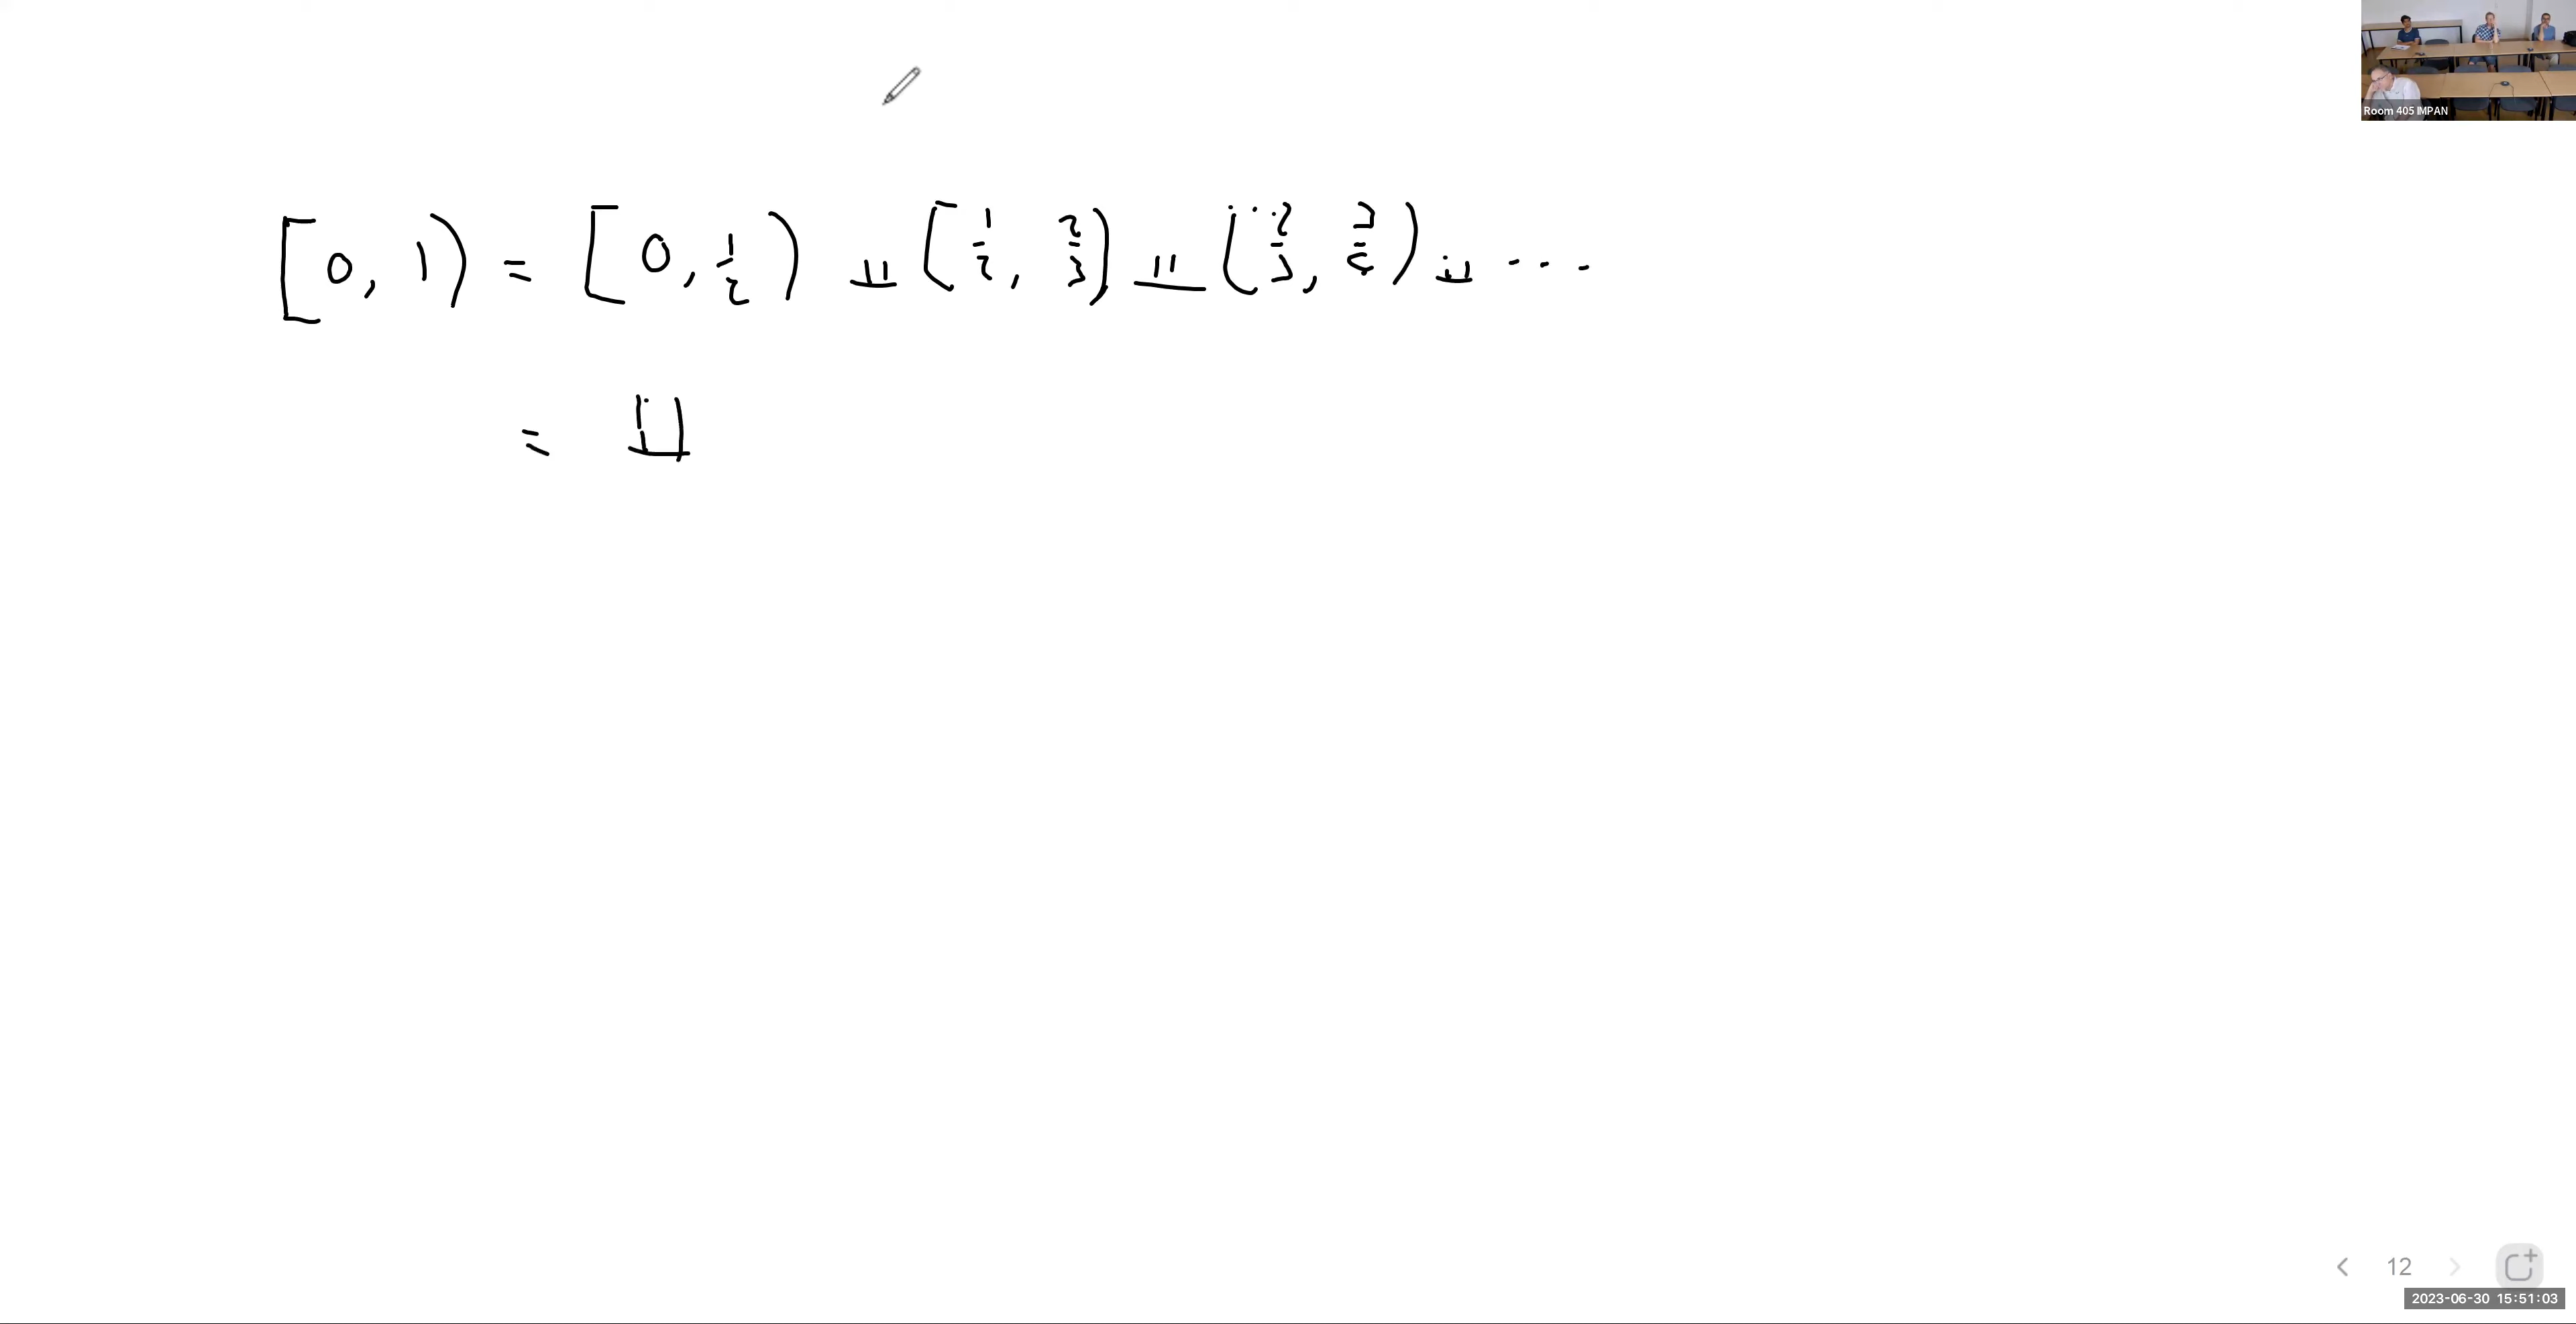 Room 405 IMPAN
[0, 1) = [0, 1/2) ⨿ [1/2, 2/3) ⨿ [2/3, 3/4) ⨿ ...
= ⨿
12
2023-06-30 15:51:03